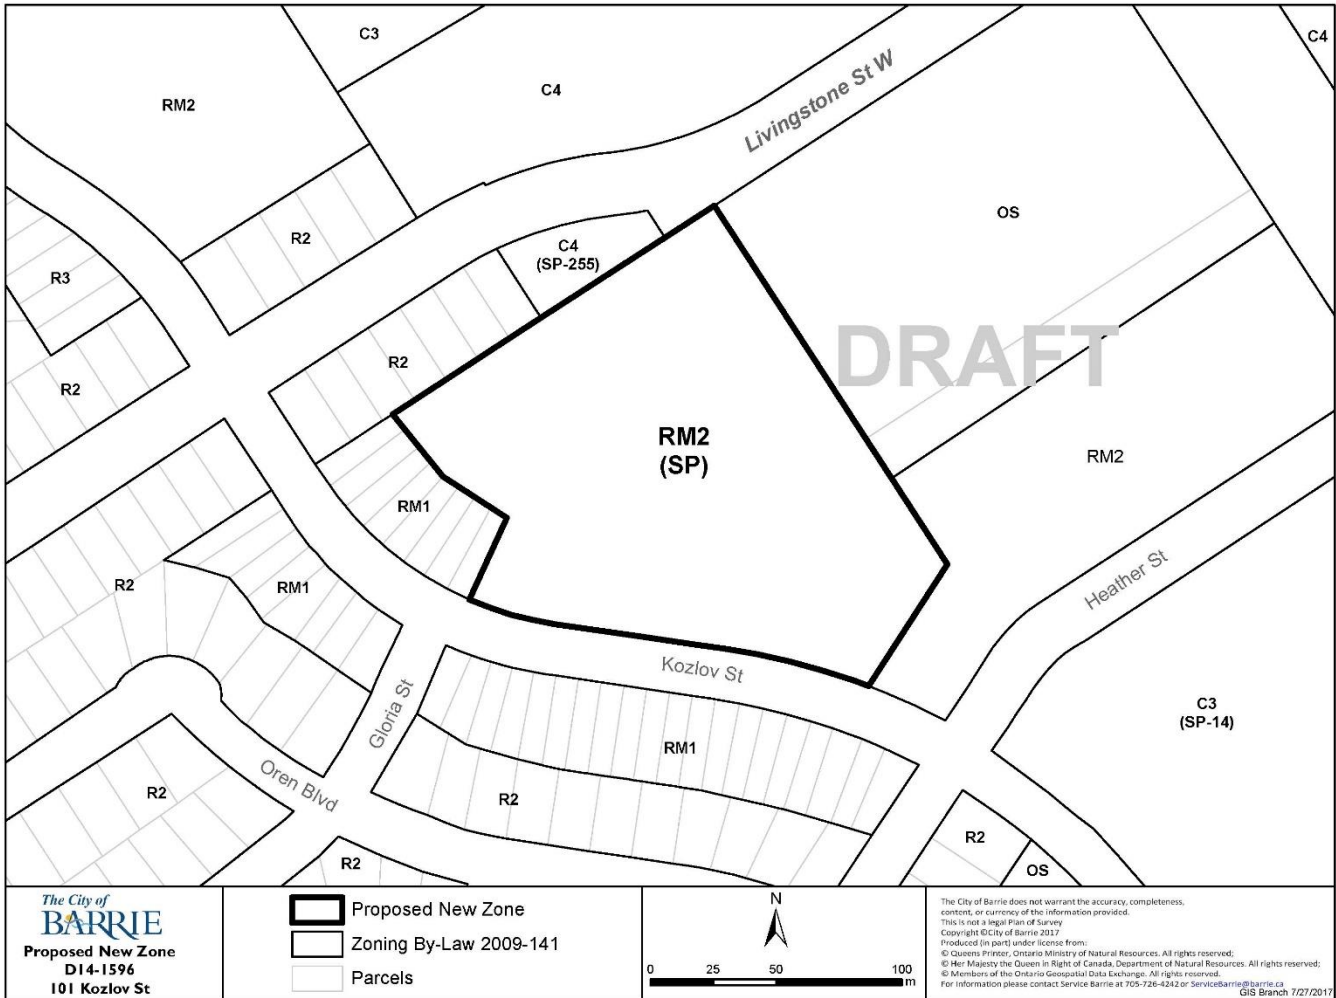 C3
C4
RM2
C4
Livingstone St W
OS
R2
C4
(SP-255)
R3
DRAFT
R2
R2
RM2
(SP)
RM2
RM1
R2
RM1
Heather St
Kozlov St
Gloria St
C3
(SP-14)
RM1
Oren Blvd
R2
R2
R2
R2
OS
The City of
BARRIE
Proposed New Zone
D14-1596
101 Kozlov St
Proposed New Zone
Zoning By-Law 2009-141
Parcels
N
0 25 50 100
m
The City of Barrie does not warrant the accuracy, completeness,
content, or currency of the information provided.
This is not a legal Plan of Survey
Copyright ©City of Barrie 2017
Produced (in part) under license from:
© Queens Printer, Ontario Ministry of Natural Resources. All rights reserved;
© Her Majesty the Queen in Right of Canada, Department of Natural Resources. All rights reserved;
© Members of the Ontario Geospatial Data Exchange. All rights reserved.
For Information please contact Service Barrie at 705-726-4242 or ServiceBarrie@barrie.ca
GIS Branch 7/27/2017